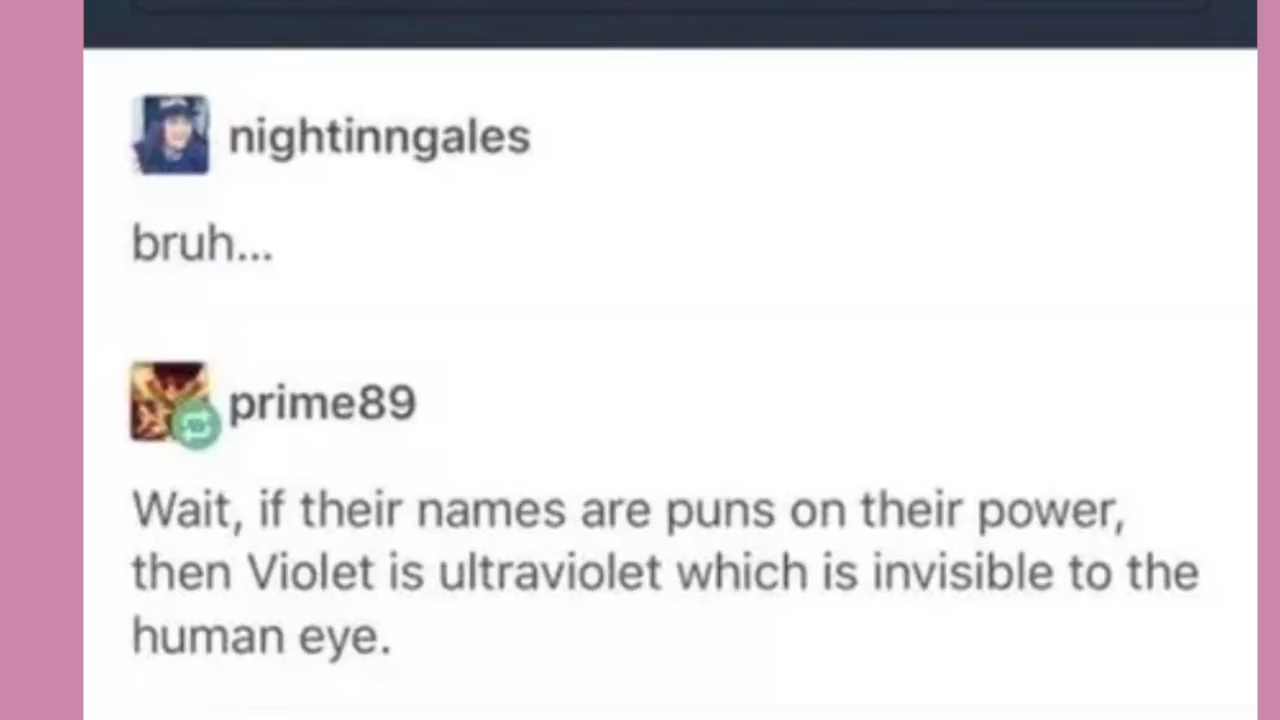 nightinngales
bruh...
prime89
Wait, if their names are puns on their power,
then Violet is ultraviolet which is invisible to the
human eye.